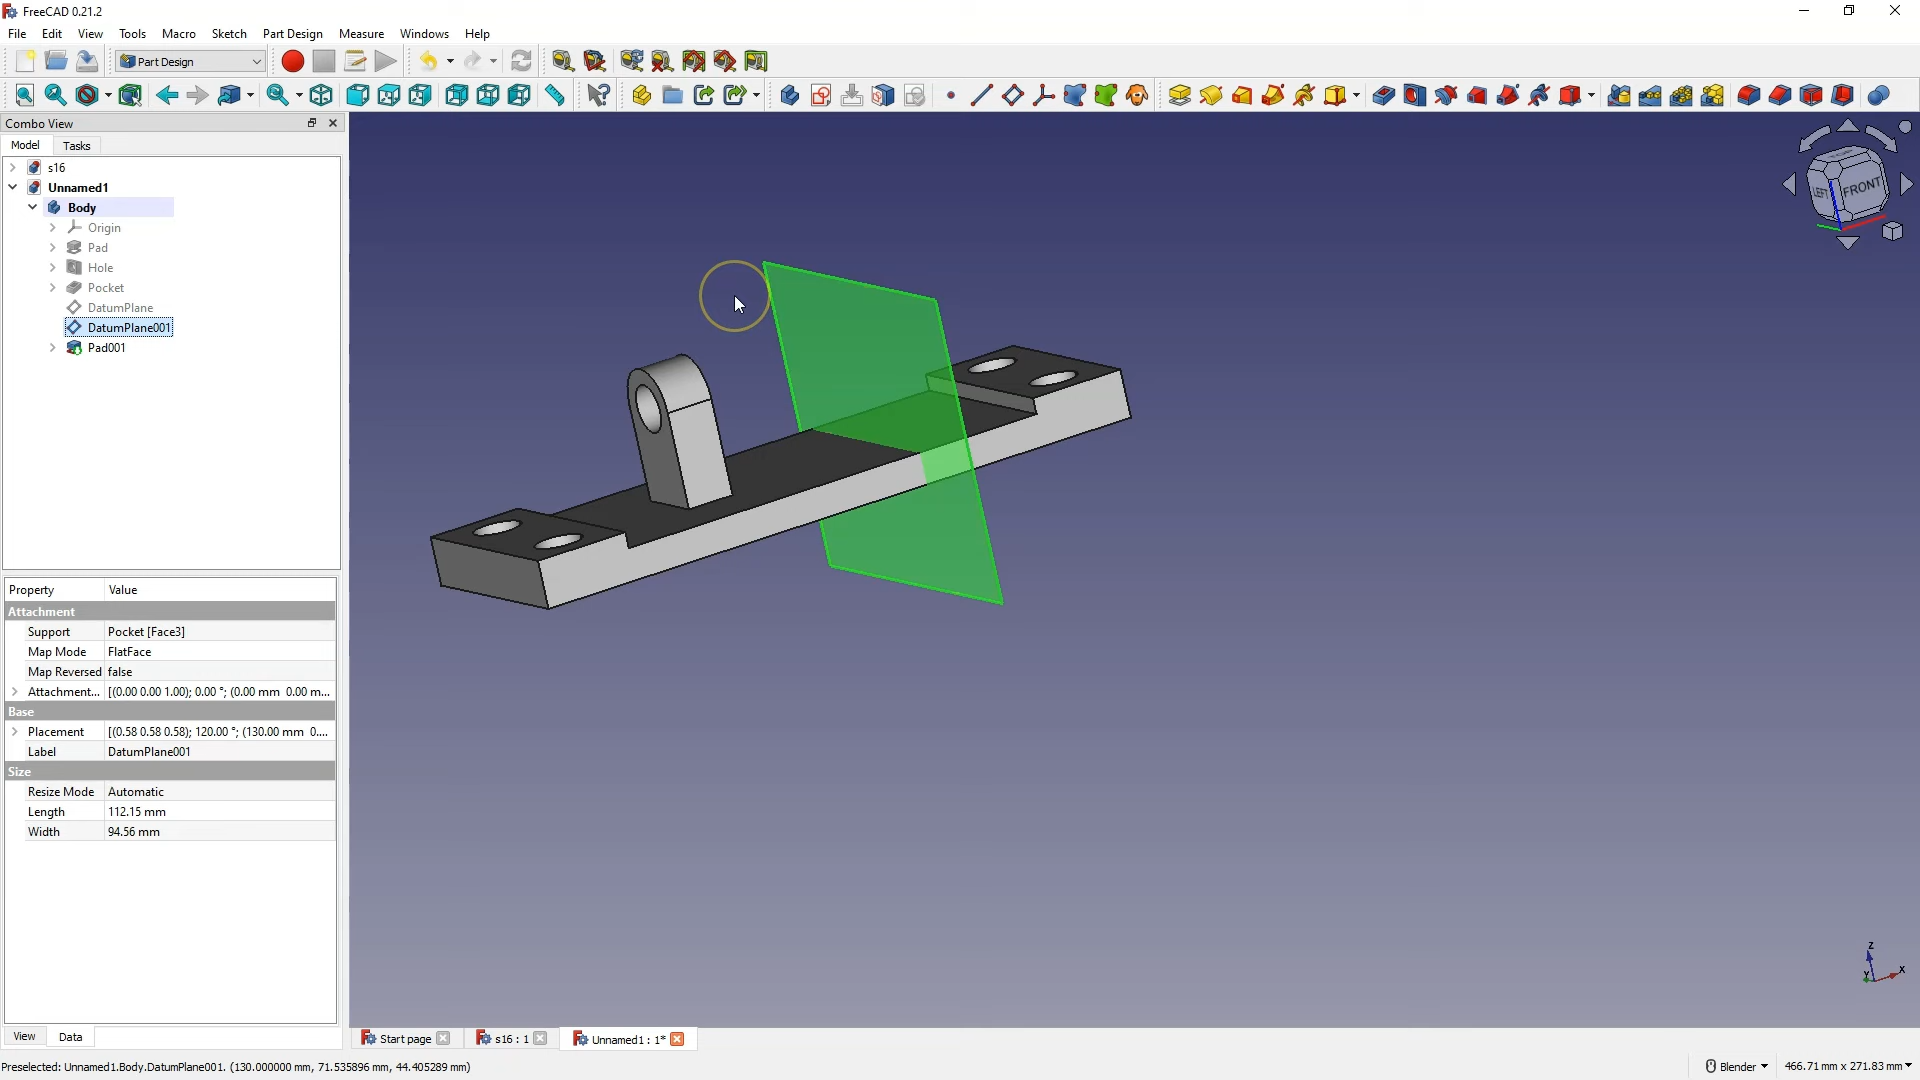 FreeCAD 0.21.2
File Edit View Tools Macro Sketch Part Design Measure Windows Help
Part Design
Combo View
Model Tasks
s16
Unnamed1
Body
Origin
Pad
Hole
Pocket
DatumPlane
DatumPlane001
Pad001
TOP
LEFT FRONT
Property Value
Attachment
Support Pocket [Face3]
Map Mode FlatFace
Map Reversed false
Attachment... [(0.00 0.00 1.00); 0.00 °; (0.00 mm 0.00 m...
Base
Placement [(0.58 0.58 0.58); 120.00 °; (130.00 mm 0....
Label DatumPlane001
Size
Resize Mode Automatic
Length 112.15 mm
Width 94.56 mm
Z
X
Y
View Data
Start page s16 : 1 Unnamed1 : 1*
Preselected: Unnamed1.Body.DatumPlane001. (130.000000 mm, 71.535896 mm, 44.405289 mm)
Blender 466.71 mm x 271.83 mm